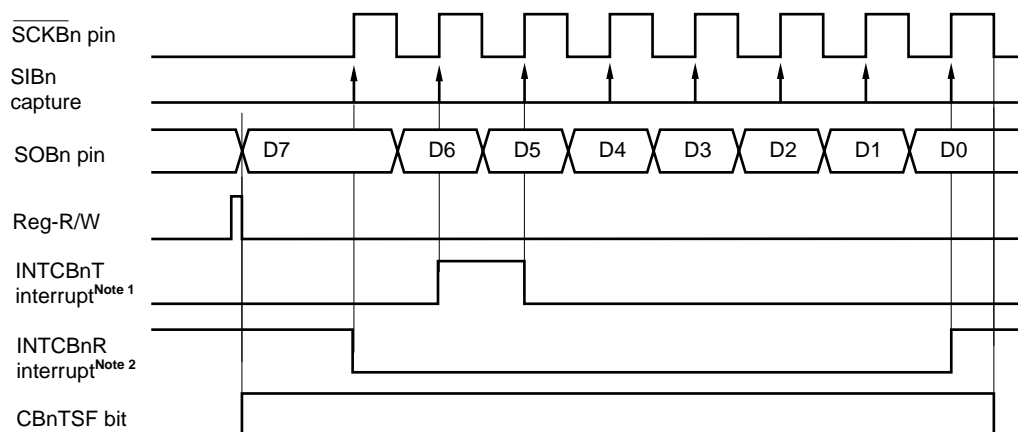 SCKBn pin
SIBn
capture
SOBn pin
D7 D6 D5 D4 D3 D2 D1 D0
Reg-R/W
INTCBnT
interruptNote 1
INTCBnR
interruptNote 2
CBnTSF bit